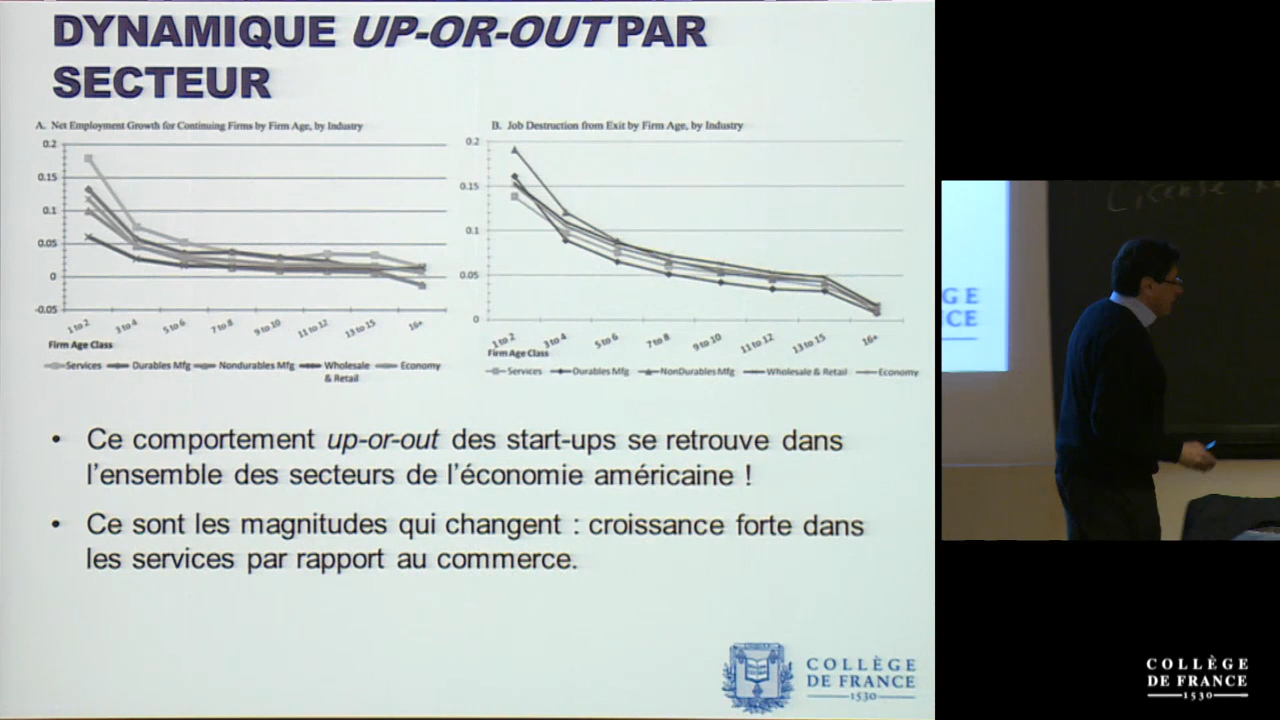 DYNAMIQUE UP-OR-OUT PAR
SECTEUR
A. Net Employment Growth for Continuing Firms by Firm Age, by Industry
0.2
0.15
0.1
0.05
0
-0.05
1 to 2
3 to 4
5 to 6
7 to 8
9 to 10
11 to 12
13 to 15
16+
Firm Age Class
Services
Durables Mfg
Nondurables Mfg
Wholesale
& Retail
Economy
B. Job Destruction from Exit by Firm Age, by Industry
0.2
0.15
0.1
0.05
0
1 to 2
3 to 4
5 to 6
7 to 8
9 to 10
11 to 12
13 to 15
16+
Firm Age Class
Services
Durables Mfg
NonDurables Mfg
Wholesale & Retail
Economy
• Ce comportement up-or-out des start-ups se retrouve dans
l'ensemble des secteurs de l'économie américaine !
• Ce sont les magnitudes qui changent : croissance forte dans
les services par rapport au commerce.
COLLÈGE
DE FRANCE
1530
License
GE
CE
COLLÈGE
DE FRANCE
1530